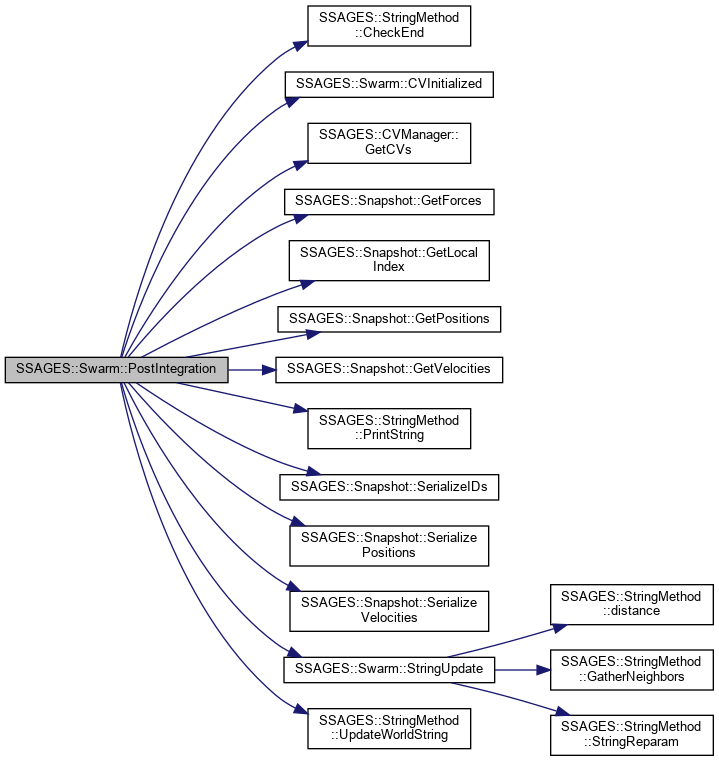 SSAGES::StringMethod
::CheckEnd
SSAGES::Swarm::CVInitialized
SSAGES::CVManager::
GetCVs
SSAGES::Snapshot::GetForces
SSAGES::Snapshot::GetLocal
Index
SSAGES::Snapshot::GetPositions
SSAGES::Swarm::PostIntegration
SSAGES::Snapshot::GetVelocities
SSAGES::StringMethod
::PrintString
SSAGES::Snapshot::SerializeIDs
SSAGES::Snapshot::Serialize
Positions
SSAGES::Snapshot::Serialize
Velocities
SSAGES::Swarm::StringUpdate
SSAGES::StringMethod
::UpdateWorldString
SSAGES::StringMethod
::distance
SSAGES::StringMethod
::GatherNeighbors
SSAGES::StringMethod
::StringReparam